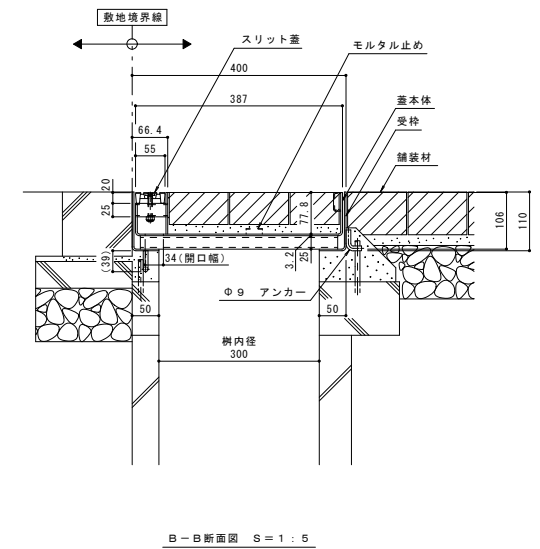 敷地境界線
スリット蓋
モルタル止め
400
387
蓋本体
66.4
受枠
55
舗装材
20
25
77.8
106
110
(39)
34(開口幅)
3.2
25
Φ9 アンカー
50
50
桝内径
300
B-B断面図 S=1:5